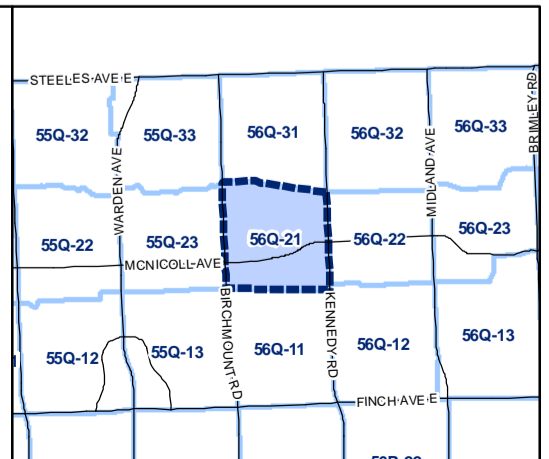 STEELES AVE E
BRIMLEY RD
55Q-32
55Q-33
56Q-31
56Q-32
56Q-33
WARDEN AVE
MIDLAND AVE
55Q-22
55Q-23
56Q-21
56Q-22
56Q-23
MCNICOLL AVE
BIRCHMOUNT RD
KENNEDY RD
55Q-12
55Q-13
56Q-11
56Q-12
56Q-13
FINCH AVE E